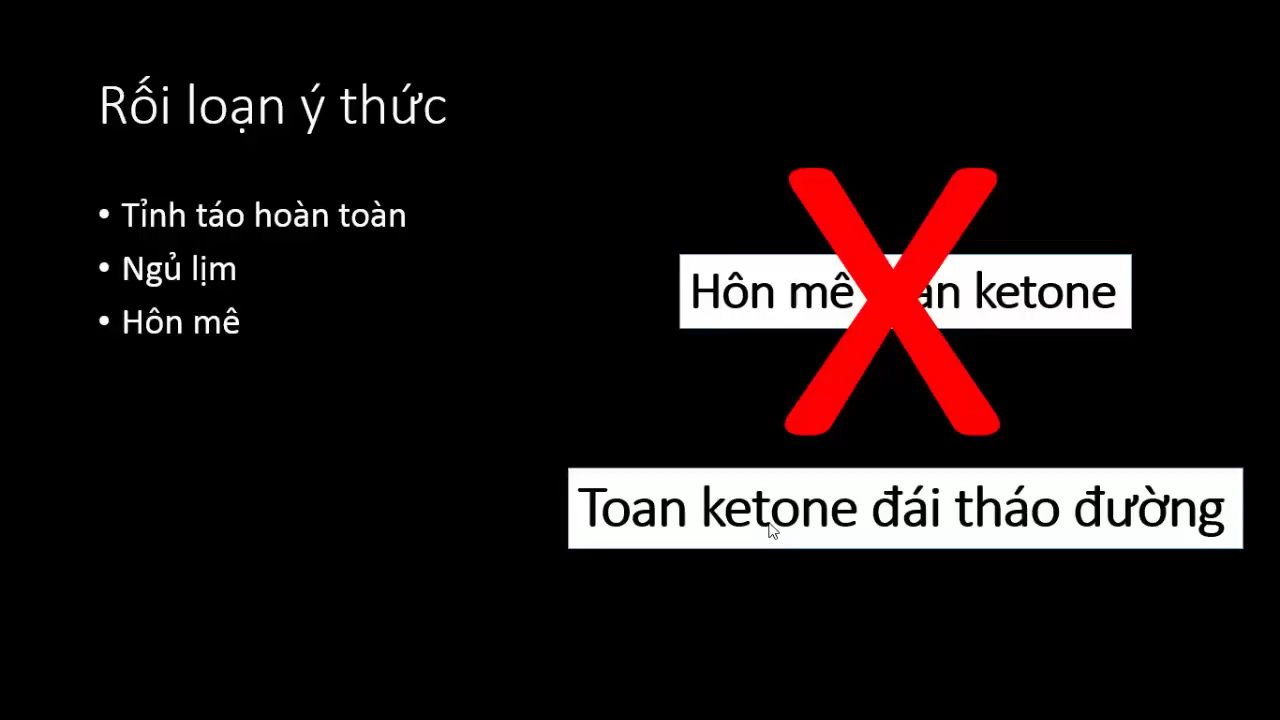 Rối loạn ý thức
• Tỉnh táo hoàn toàn
• Ngủ lịm
• Hôn mê
Hôn mê ketone
Toan ketone đái tháo đường